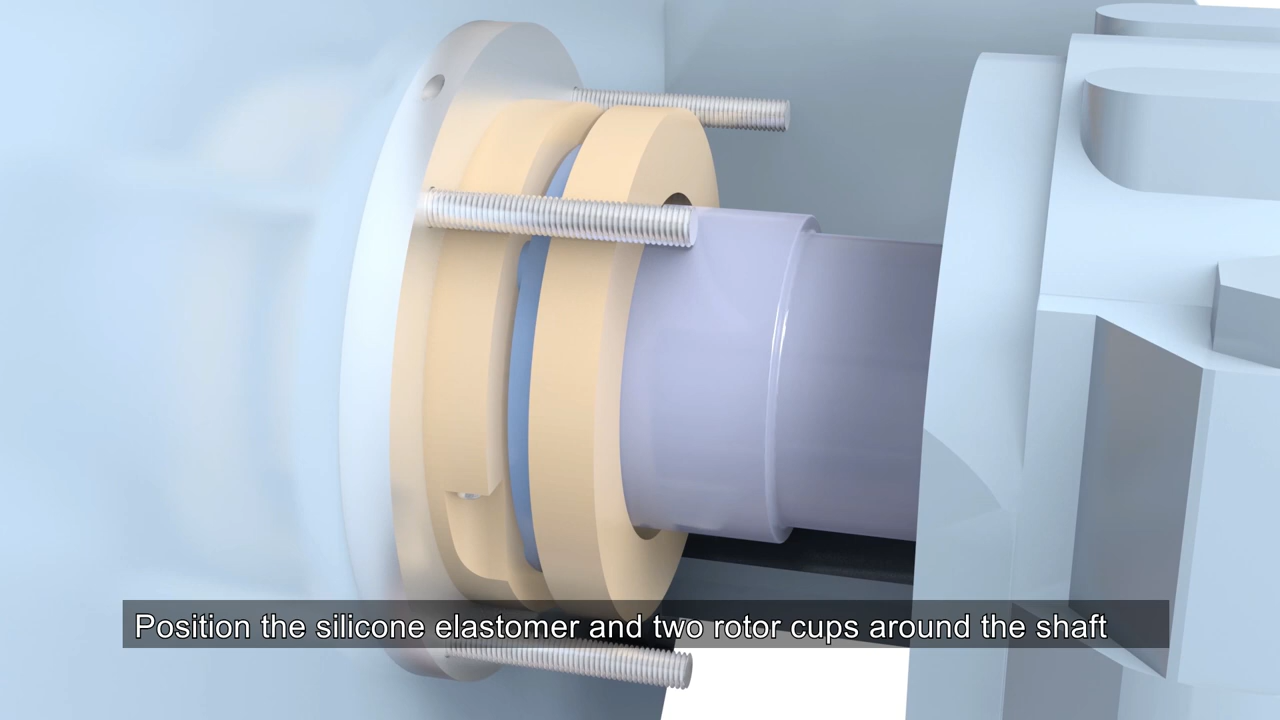 Position the silicone elastomer and two rotor cups around the shaft